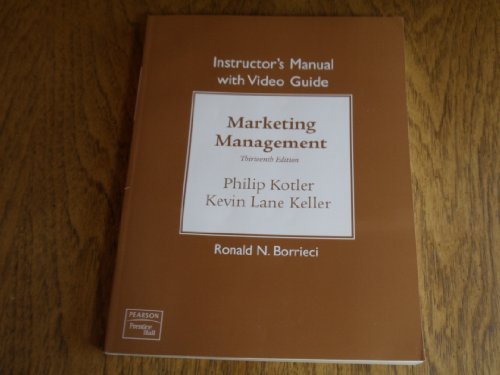 Instructor's Manual
with Video Guide
Marketing
Management
Thirteenth Edition
Philip Kotler
Kevin Lane Keller
Ronald N. Borrieci
PEARSON
Prentice
Hall